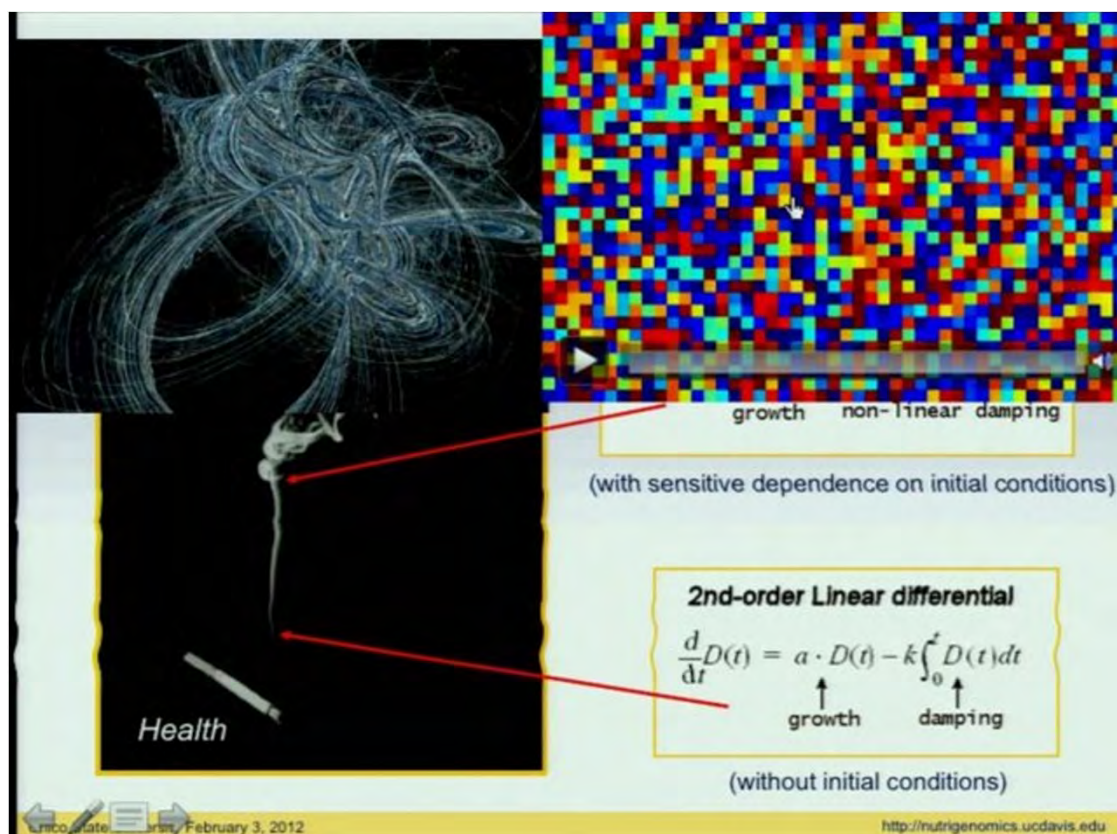 growth non-linear damping
(with sensitive dependence on initial conditions)
2nd-order Linear differential
d/dt D(t) = a · D(t) − k∫₀ᵗ D(t)dt
growth damping
(without initial conditions)
Health
February 3, 2012
http://nutrigenomics.ucdavis.edu